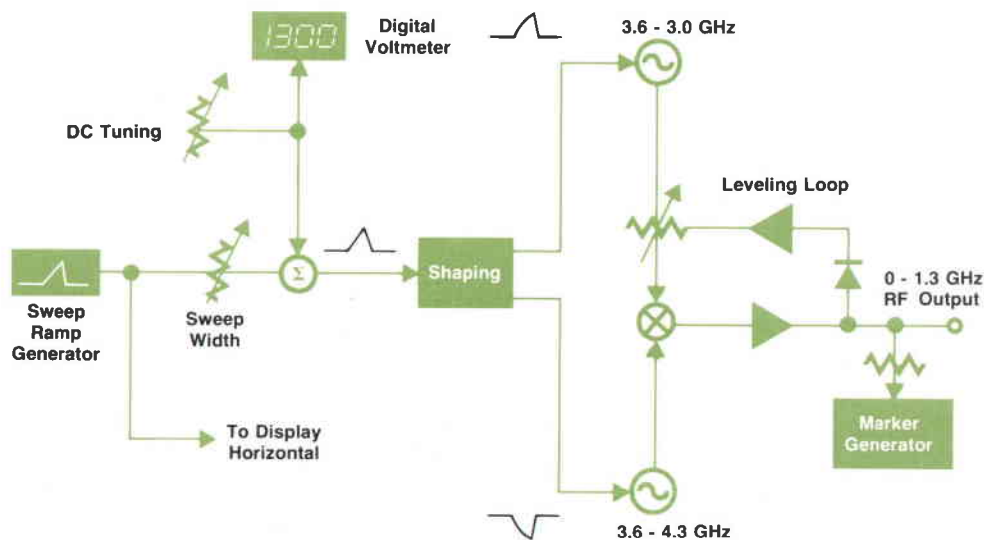 1300
Digital
Voltmeter
3.6 - 3.0 GHz
DC Tuning
Leveling Loop
Σ
Shaping
0 - 1.3 GHz
RF Output
Sweep
Ramp
Generator
Sweep
Width
To Display
Horizontal
Marker
Generator
3.6 - 4.3 GHz